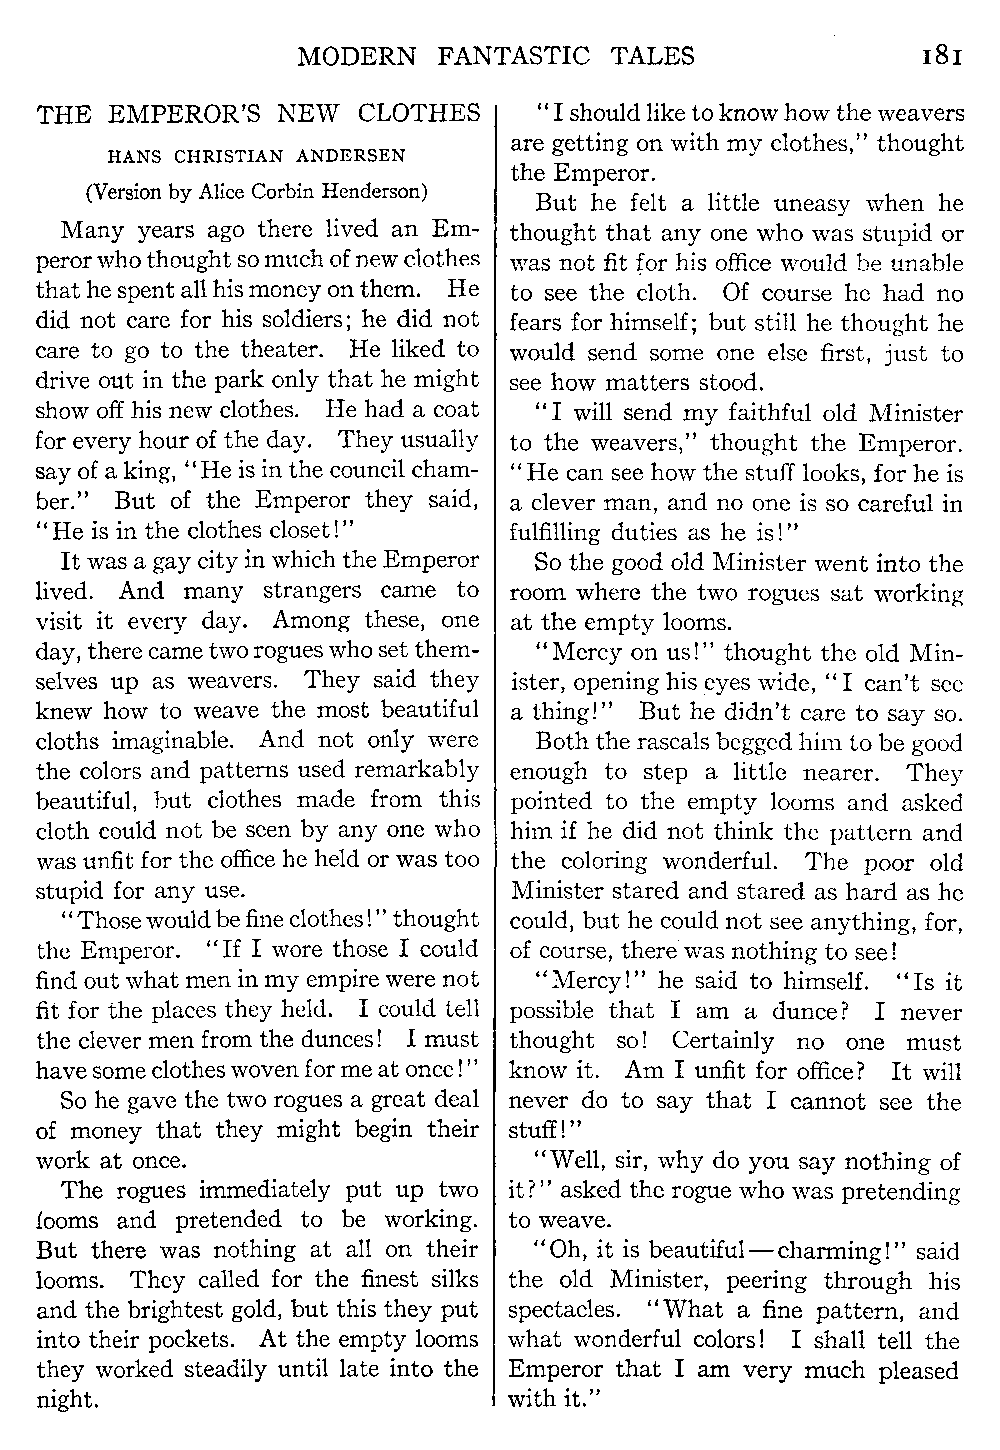 MODERN FANTASTIC TALES 181
THE EMPEROR'S NEW CLOTHES
HANS CHRISTIAN ANDERSEN
(Version by Alice Corbin Henderson)
Many years ago there lived an Em-
peror who thought so much of new clothes
that he spent all his money on them. He
did not care for his soldiers; he did not
care to go to the theater. He liked to
drive out in the park only that he might
show off his new clothes. He had a coat
for every hour of the day. They usually
say of a king, "He is in the council cham-
ber." But of the Emperor they said,
"He is in the clothes closet!"
It was a gay city in which the Emperor
lived. And many strangers came to
visit it every day. Among these, one
day, there came two rogues who set them-
selves up as weavers. They said they
knew how to weave the most beautiful
cloths imaginable. And not only were
the colors and patterns used remarkably
beautiful, but clothes made from this
cloth could not be seen by any one who
was unfit for the office he held or was too
stupid for any use.
"Those would be fine clothes!" thought
the Emperor. "If I wore those I could
find out what men in my empire were not
fit for the places they held. I could tell
the clever men from the dunces! I must
have some clothes woven for me at once!"
So he gave the two rogues a great deal
of money that they might begin their
work at once.
The rogues immediately put up two
looms and pretended to be working.
But there was nothing at all on their
looms. They called for the finest silks
and the brightest gold, but this they put
into their pockets. At the empty looms
they worked steadily until late into the
night.
"I should like to know how the weavers
are getting on with my clothes," thought
the Emperor.
But he felt a little uneasy when he
thought that any one who was stupid or
was not fit for his office would be unable
to see the cloth. Of course he had no
fears for himself; but still he thought he
would send some one else first, just to
see how matters stood.
"I will send my faithful old Minister
to the weavers," thought the Emperor.
"He can see how the stuff looks, for he is
a clever man, and no one is so careful in
fulfilling duties as he is!"
So the good old Minister went into the
room where the two rogues sat working
at the empty looms.
"Mercy on us!" thought the old Min-
ister, opening his eyes wide, "I can't see
a thing!" But he didn't care to say so.
Both the rascals begged him to be good
enough to step a little nearer. They
pointed to the empty looms and asked
him if he did not think the pattern and
the coloring wonderful. The poor old
Minister stared and stared as hard as he
could, but he could not see anything, for,
of course, there was nothing to see!
"Mercy!" he said to himself. "Is it
possible that I am a dunce? I never
thought so! Certainly no one must
know it. Am I unfit for office? It will
never do to say that I cannot see the
stuff!"
"Well, sir, why do you say nothing of
it?" asked the rogue who was pretending
to weave.
"Oh, it is beautiful—charming!" said
the old Minister, peering through his
spectacles. "What a fine pattern, and
what wonderful colors! I shall tell the
Emperor that I am very much pleased
with it."